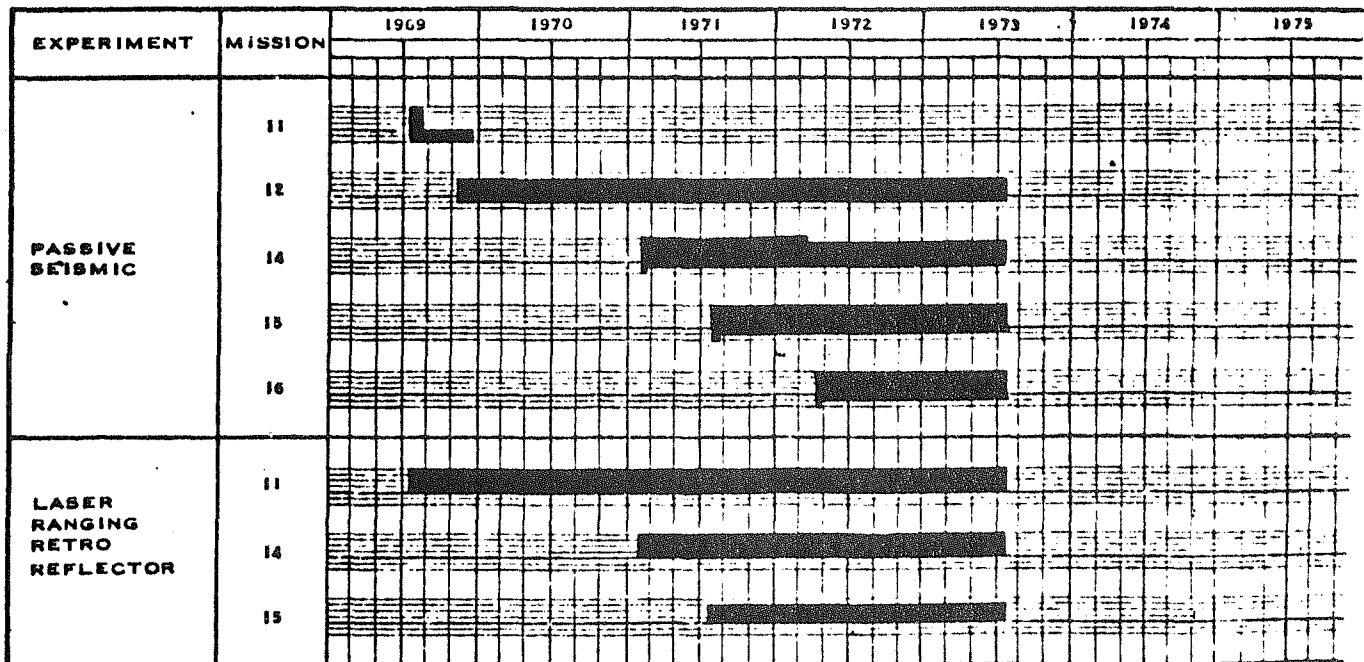 EXPERIMENT MISSION 1969 1970 1971 1972 1973 1974 1975
11
12
PASSIVE
SEISMIC 14
15
16
11
LASER
RANGING
RETRO 14
REFLECTOR
15